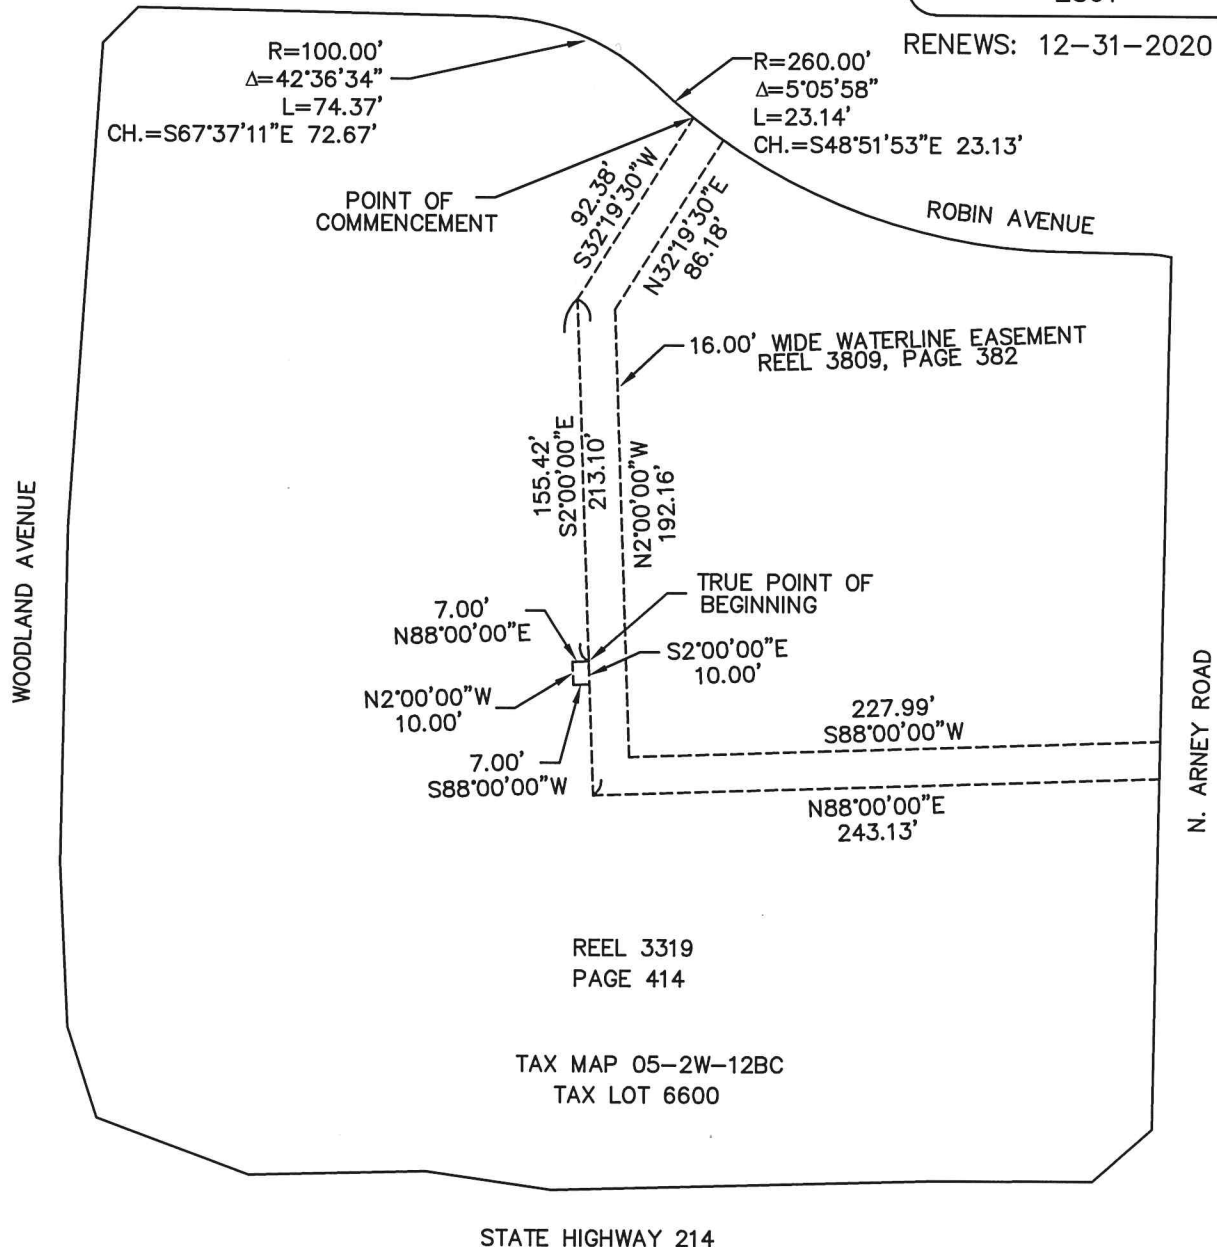 RENEWS: 12-31-2020
R=100.00'
Δ=42°36'34"
L=74.37'
CH.=S67°37'11"E 72.67'
R=260.00'
Δ=5°05'58"
L=23.14'
CH.=S48°51'53"E 23.13'
POINT OF
COMMENCEMENT
92.38'
S32°19'30"W
N32°19'30"E
86.18'
ROBIN AVENUE
16.00' WIDE WATERLINE EASEMENT
REEL 3809, PAGE 382
155.42'
S2°00'00"E
213.10'
N2°00'00"W
192.16'
WOODLAND AVENUE
TRUE POINT OF
BEGINNING
7.00'
N88°00'00"E
S2°00'00"E
10.00'
N2°00'00"W
10.00'
7.00'
S88°00'00"W
227.99'
S88°00'00"W
N88°00'00"E
243.13'
N. ARNEY ROAD
REEL 3319
PAGE 414
TAX MAP 05-2W-12BC
TAX LOT 6600
STATE HIGHWAY 214